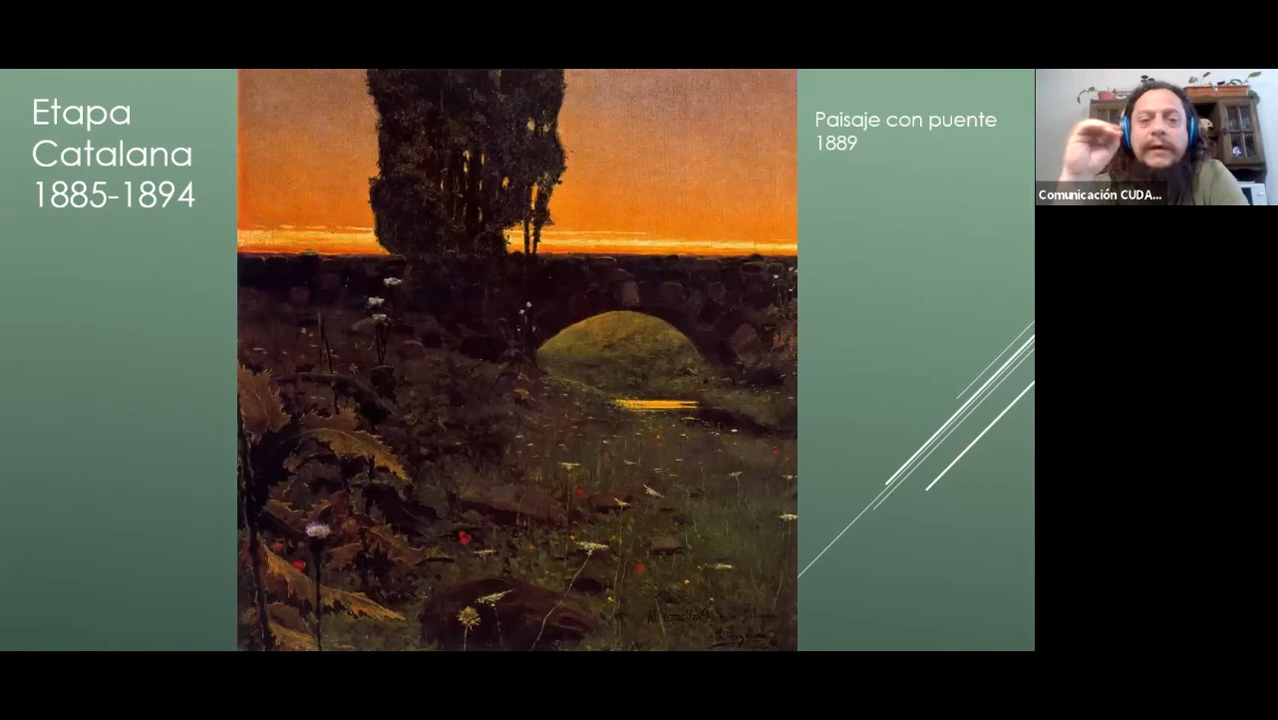 Etapa
Catalana
1885-1894
Paisaje con puente
1889
Comunicación CUDA...